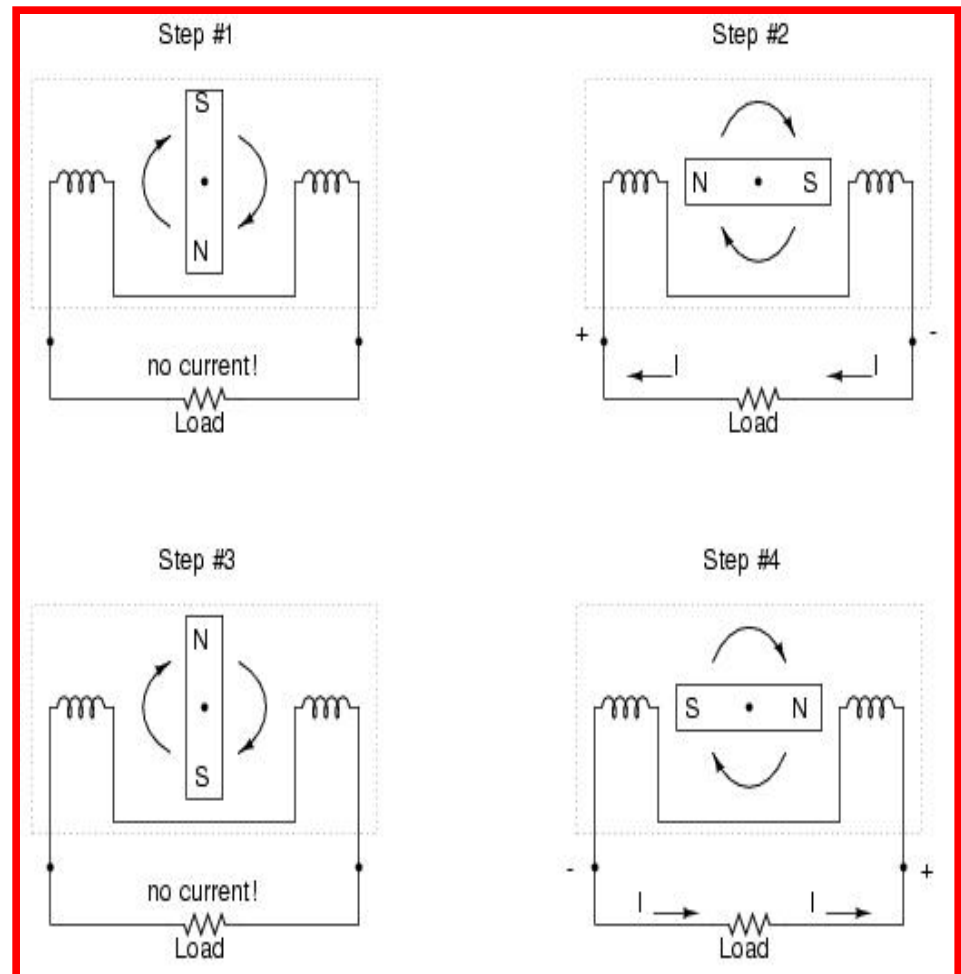 Step #1
S
N
no current!
Load
Step #2
N S
+ -
I I
Load
Step #3
N
S
no current!
Load
Step #4
S N
- +
I I
Load